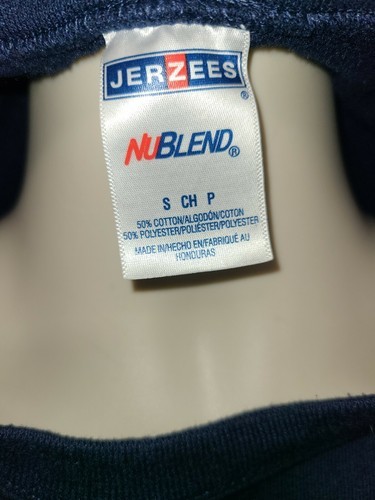 JERZEES®
NUBLEND®
S CH P
50% COTTON/ALGODÓN/COTON
50% POLYESTER/POLIÉSTER/POLYESTER
MADE IN/HECHO EN/FABRIQUÉ AU
HONDURAS